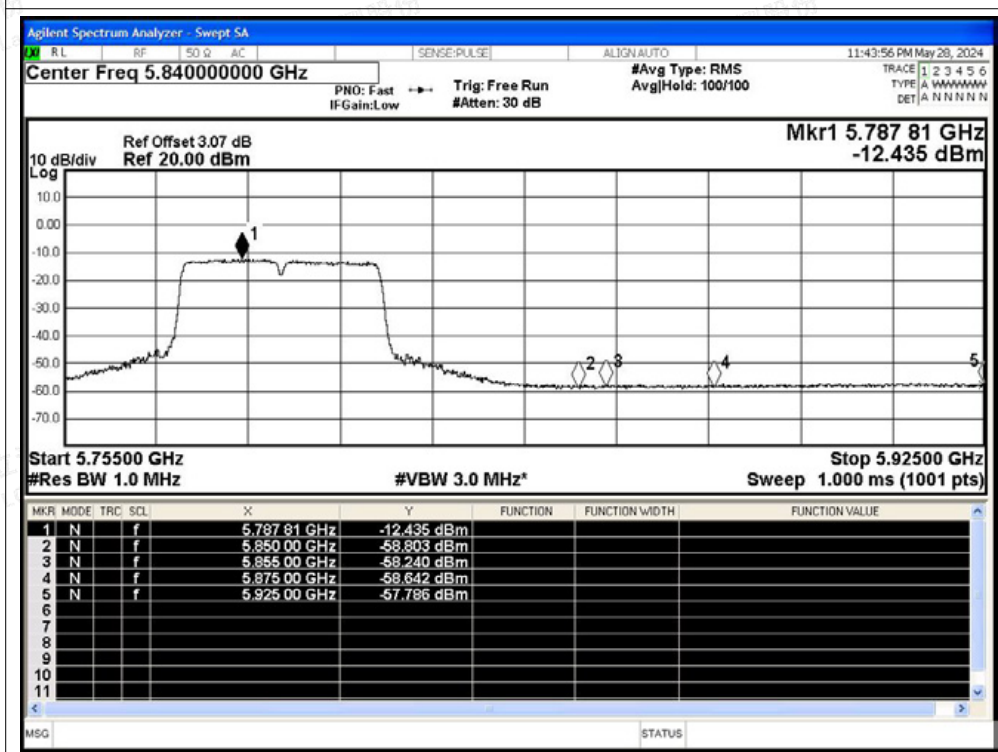 Agilent Spectrum Analyzer - Swept SA
RL RF 50 Ω AC SENSE:PULSE ALIGN AUTO 11:43:56 PM May 28, 2024
Center Freq 5.840000000 GHz
PNO: Fast
IFGain:Low
Trig: Free Run
#Atten: 30 dB
#Avg Type: RMS
Avg|Hold: 100/100
TRACE 1 2 3 4 5 6
TYPE A WWWWW
DET A N N N N N
Ref Offset 3.07 dB
10 dB/div Ref 20.00 dBm
Log
Mkr1 5.787 81 GHz
-12.435 dBm
10.0
0.00
-10.0
-20.0
-30.0
-40.0
-50.0
-60.0
-70.0
1
2 3 4 5
Start 5.75500 GHz Stop 5.92500 GHz
#Res BW 1.0 MHz #VBW 3.0 MHz* Sweep 1.000 ms (1001 pts)
MKR MODE TRC SCL X Y FUNCTION FUNCTION WIDTH FUNCTION VALUE
1 N f 5.787 81 GHz -12.435 dBm
2 N f 5.850 00 GHz -58.803 dBm
3 N f 5.855 00 GHz -58.240 dBm
4 N f 5.875 00 GHz -58.642 dBm
5 N f 5.925 00 GHz -57.786 dBm
6
7
8
9
10
11
MSG STATUS